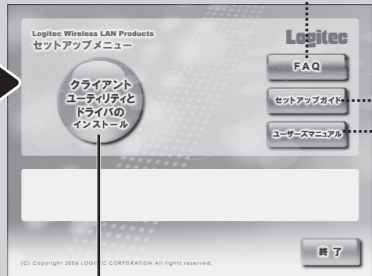 Logitec Wireless LAN Products
セットアップメニュー
Logitec
クライアント
ユーティリティと
ドライバの
インストール
FAQ
セットアップガイド
ユーザーズマニュアル
終了
(C) Copyright 2006 LOGITEC CORPORATION All rights reserved.